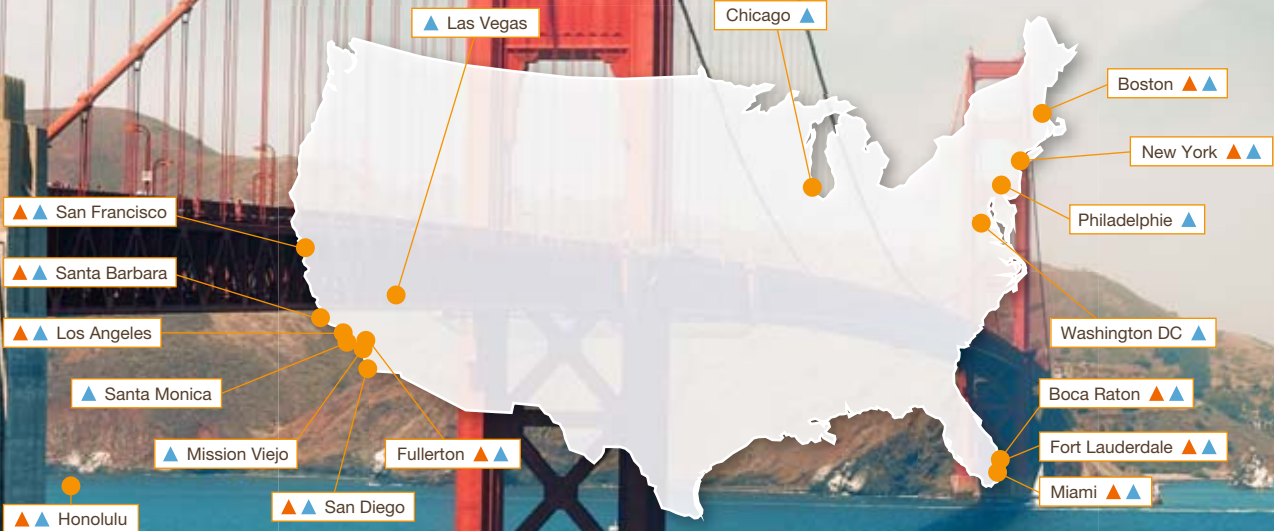 Las Vegas
Chicago
Boston
New York
San Francisco
Philadelphie
Santa Barbara
Los Angeles
Washington DC
Santa Monica
Boca Raton
Mission Viejo
Fullerton
Fort Lauderdale
Miami
San Diego
Honolulu